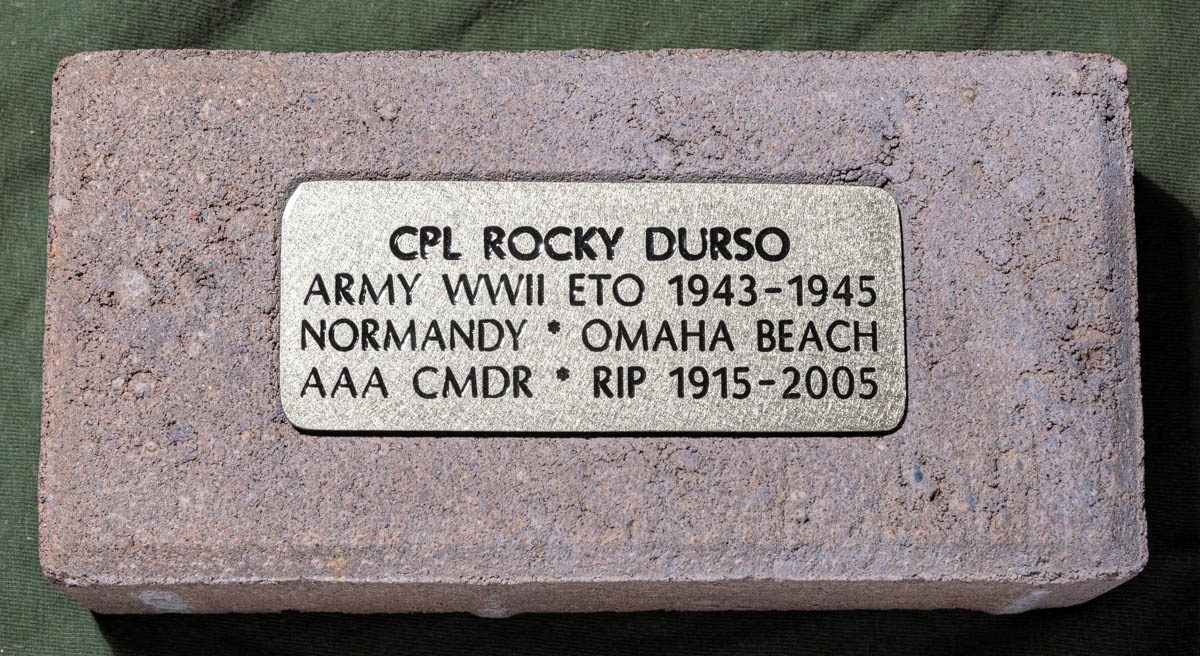 CPL ROCKY DURSO
ARMY WWII ETO 1943-1945
NORMANDY * OMAHA BEACH
AAA CMDR * RIP 1915-2005